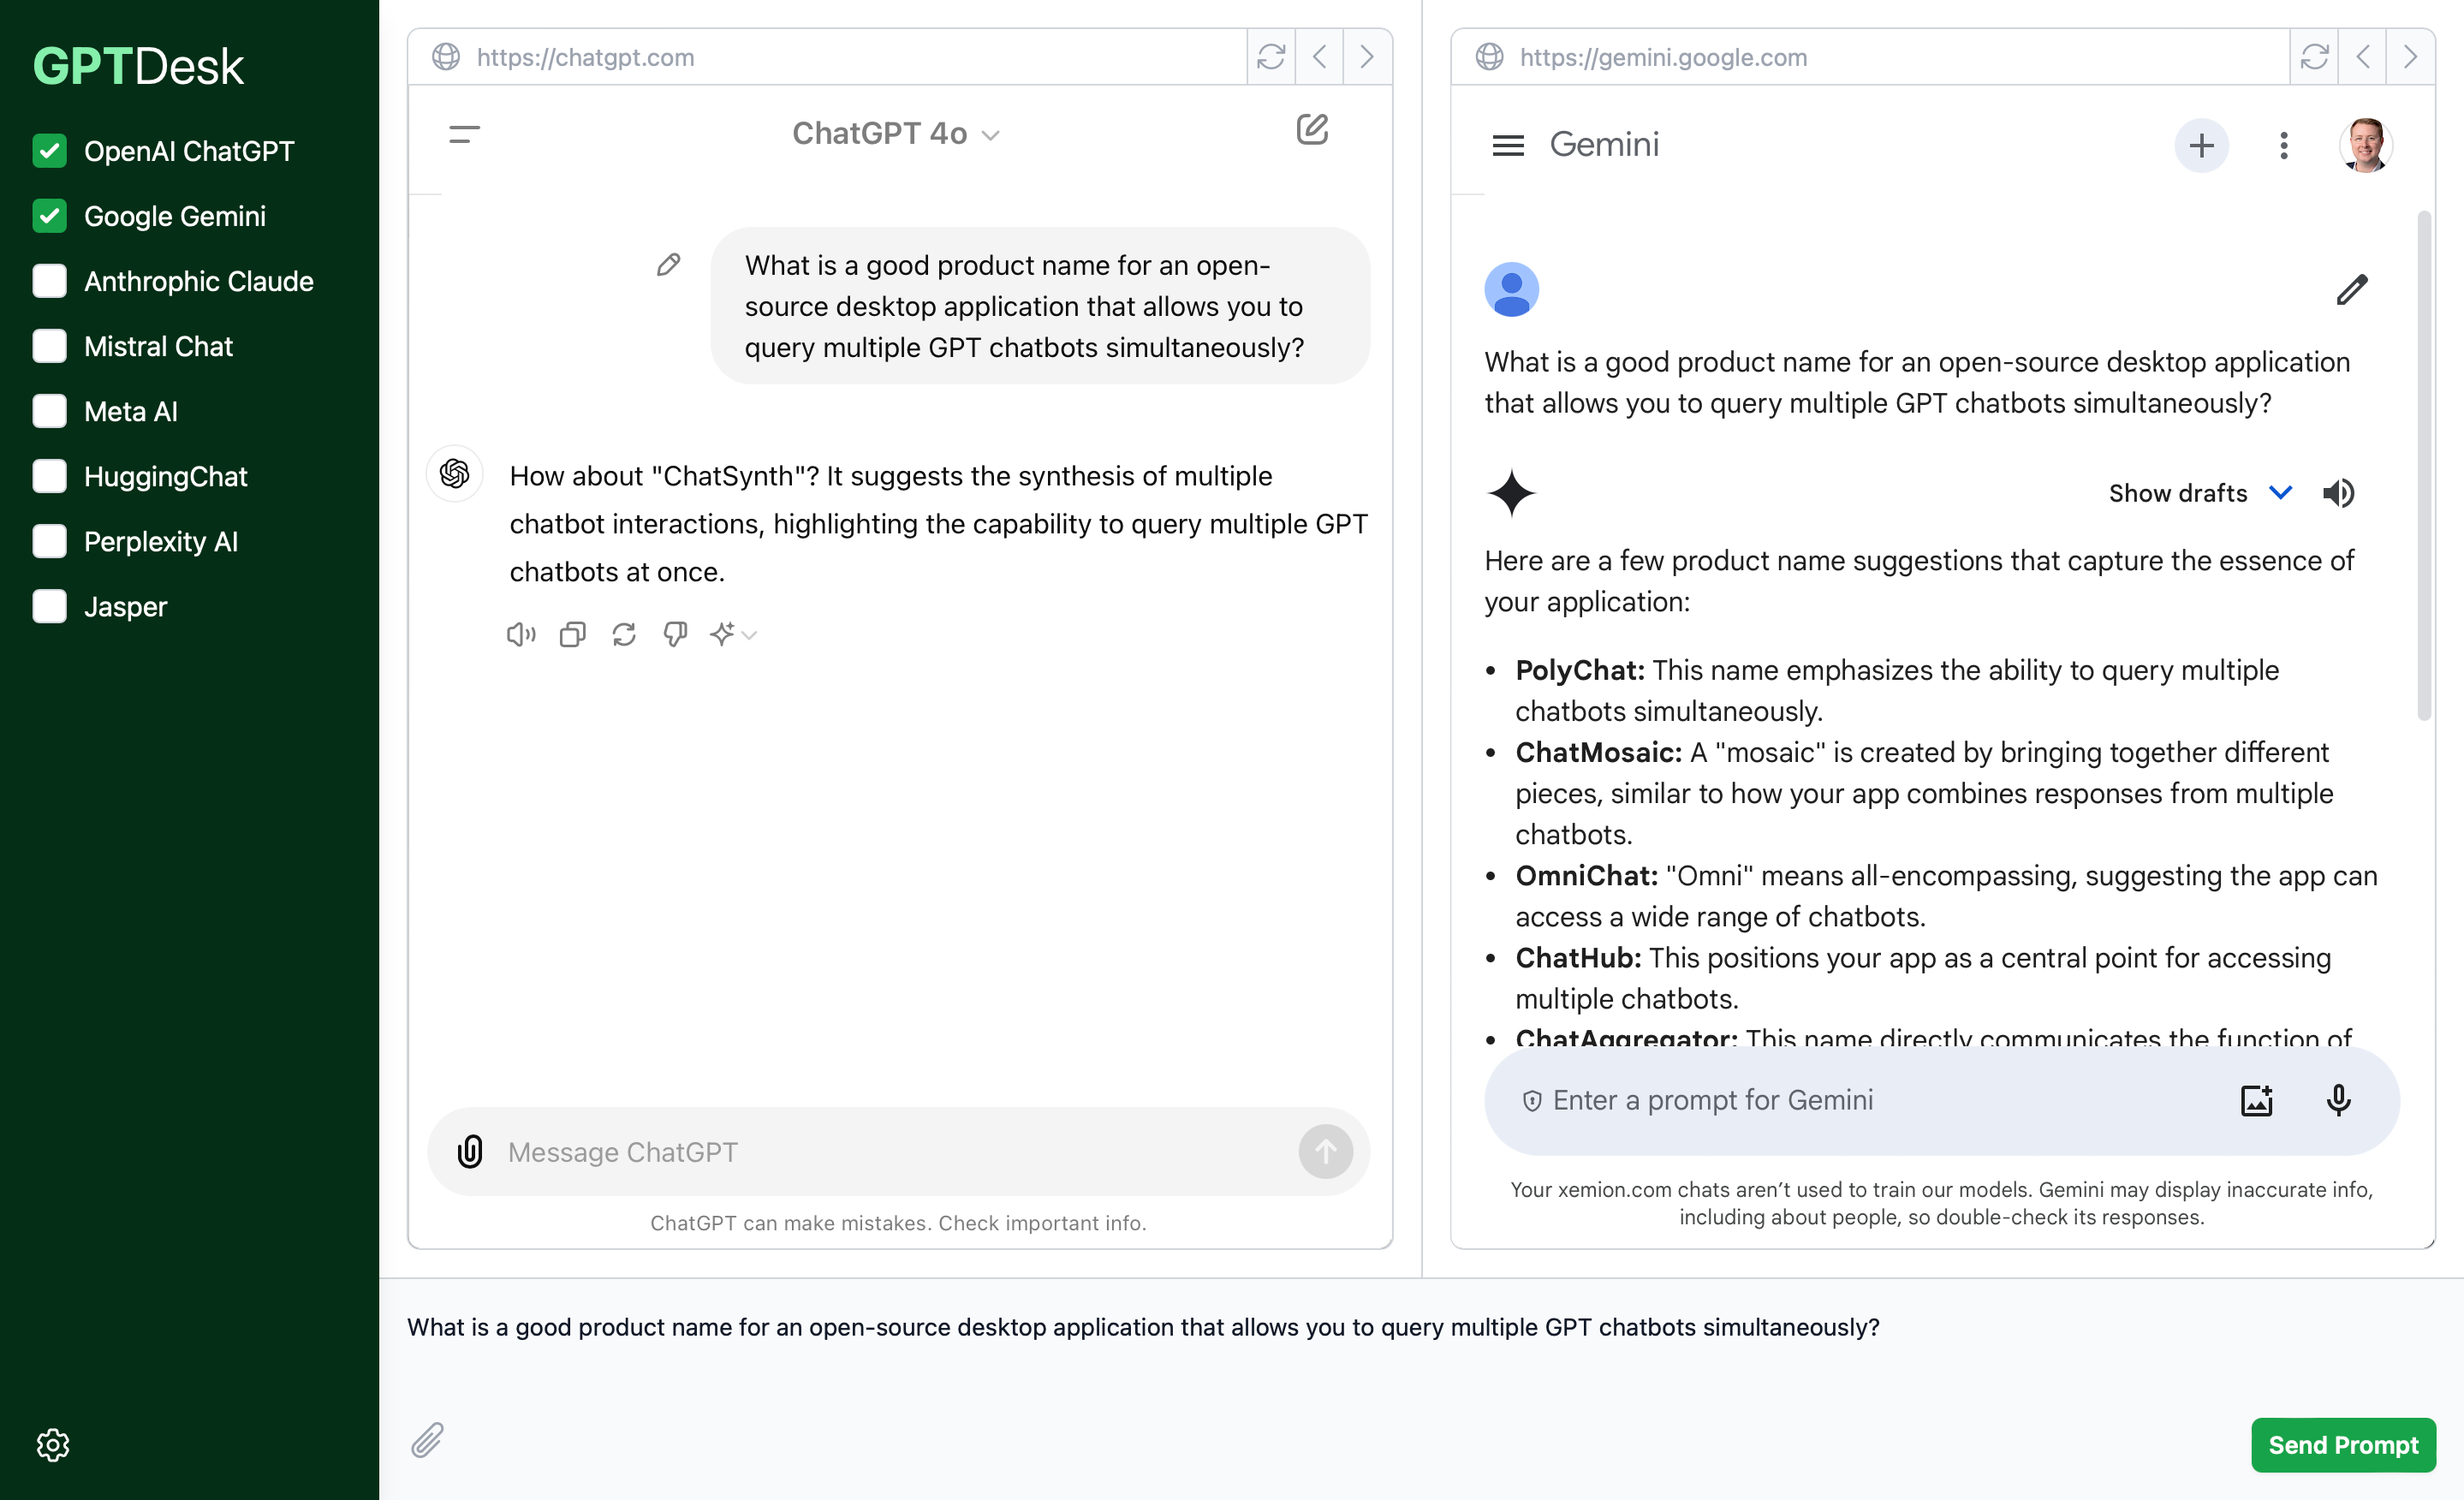 GPTDesk
OpenAI ChatGPT
Google Gemini
Anthrophic Claude
Mistral Chat
Meta AI
HuggingChat
Perplexity AI
Jasper
https://chatgpt.com
ChatGPT 4o
What is a good product name for an open-
source desktop application that allows you to
query multiple GPT chatbots simultaneously?
How about "ChatSynth"? It suggests the synthesis of multiple
chatbot interactions, highlighting the capability to query multiple GPT
chatbots at once.
Message ChatGPT
ChatGPT can make mistakes. Check important info.
https://gemini.google.com
Gemini
What is a good product name for an open-source desktop application
that allows you to query multiple GPT chatbots simultaneously?
Show drafts
Here are a few product name suggestions that capture the essence of
your application:
• PolyChat: This name emphasizes the ability to query multiple
chatbots simultaneously.
• ChatMosaic: A "mosaic" is created by bringing together different
pieces, similar to how your app combines responses from multiple
chatbots.
• OmniChat: "Omni" means all-encompassing, suggesting the app can
access a wide range of chatbots.
• ChatHub: This positions your app as a central point for accessing
multiple chatbots.
• ChatAggregator: This name directly communicates the function of
Enter a prompt for Gemini
Your xemion.com chats aren’t used to train our models. Gemini may display inaccurate info,
including about people, so double-check its responses.
What is a good product name for an open-source desktop application that allows you to query multiple GPT chatbots simultaneously?
Send Prompt